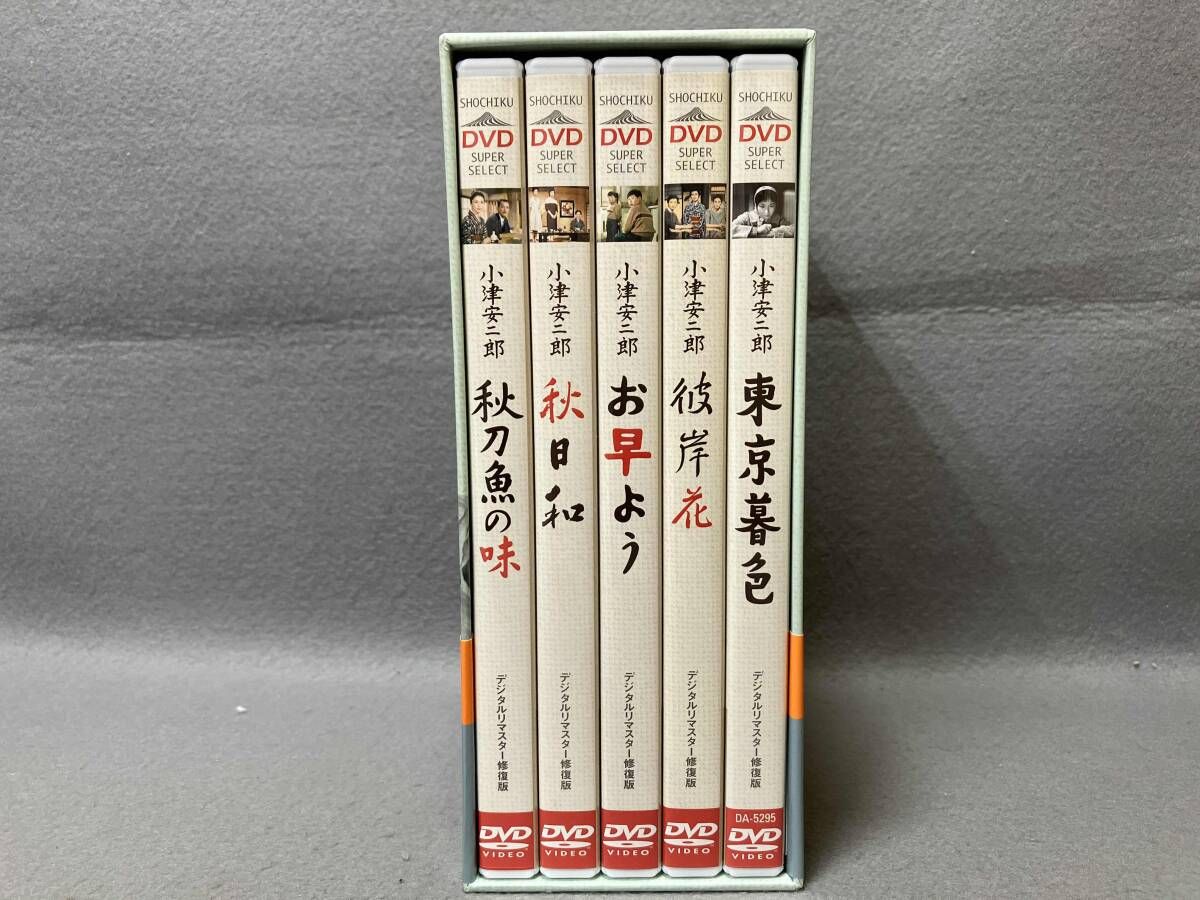 SHOCHIKU
DVD
SUPER
SELECT
小津安二郎
秋刀魚の味
デジタルリマスター修復版
DVD
VIDEO
SHOCHIKU
DVD
SUPER
SELECT
小津安二郎
秋日和
デジタルリマスター修復版
DVD
VIDEO
SHOCHIKU
DVD
SUPER
SELECT
小津安二郎
お早よう
デジタルリマスター修復版
DVD
VIDEO
SHOCHIKU
DVD
SUPER
SELECT
小津安二郎
彼岸花
デジタルリマスター修復版
DVD
VIDEO
SHOCHIKU
DVD
SUPER
SELECT
小津安二郎
東京暮色
デジタルリマスター修復版
DA-5295
DVD
VIDEO